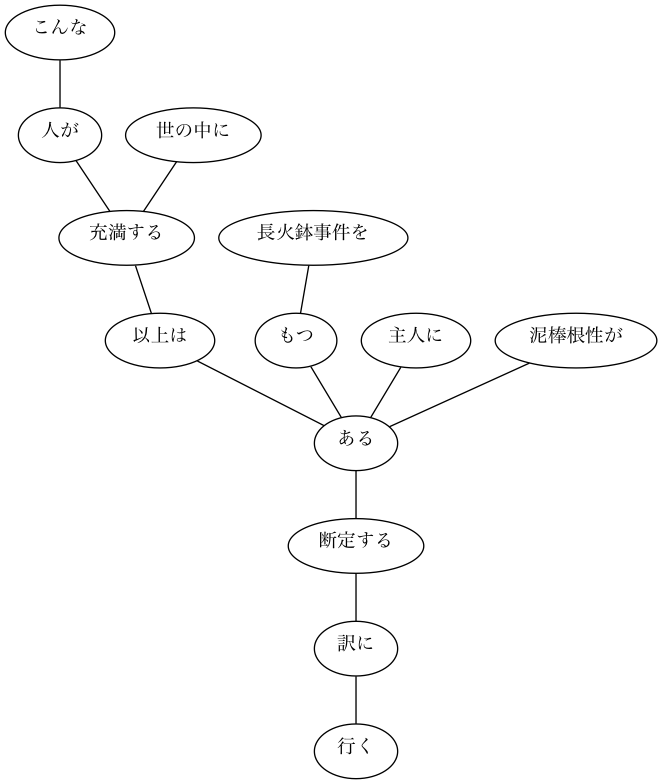 こんな
人が
世の中に
充満する
長火鉢事件を
以上は
もつ
主人に
泥棒根性が
ある
断定する
訳に
行く